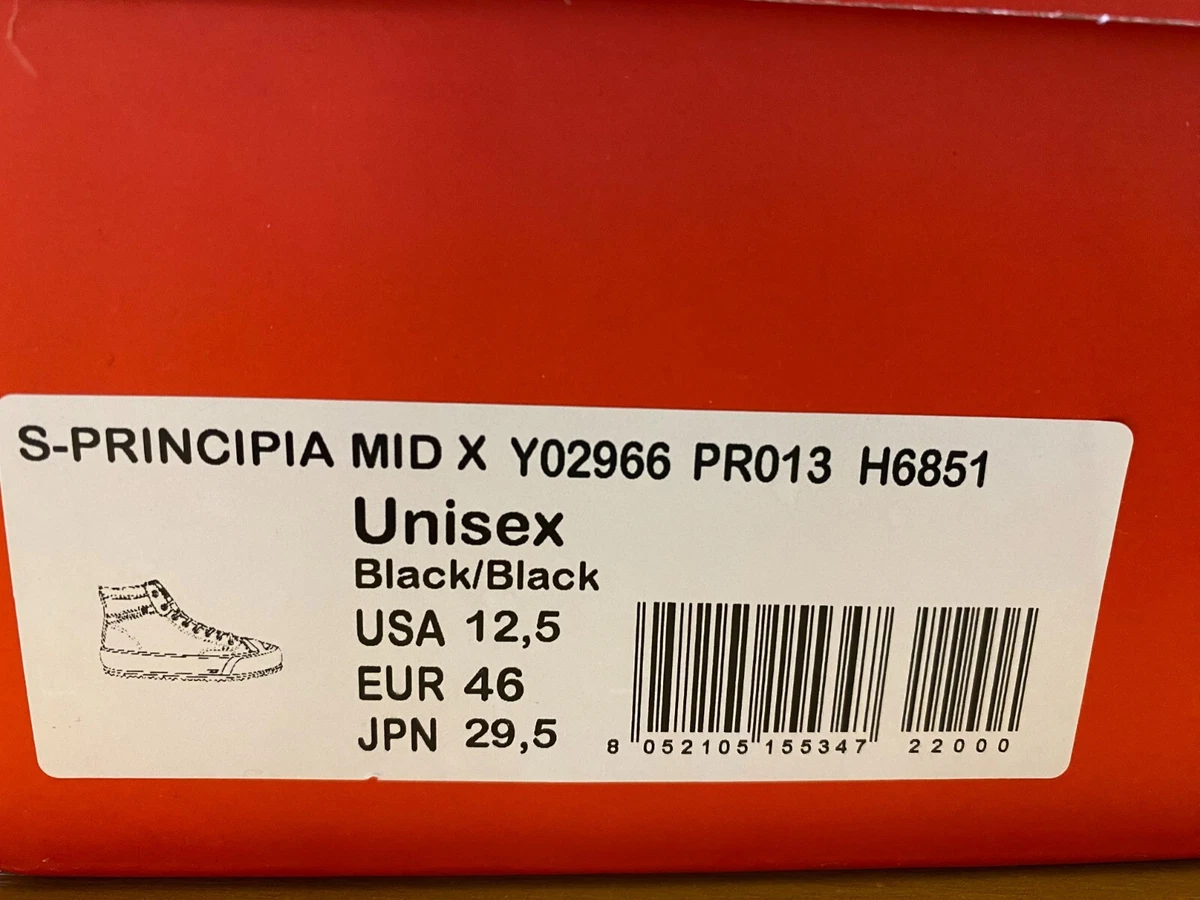 S-PRINCIPIA MID X Y02966 PR013 H6851
Unisex
Black/Black
USA 12,5
EUR 46
JPN 29,5
8 052105 155347 22000